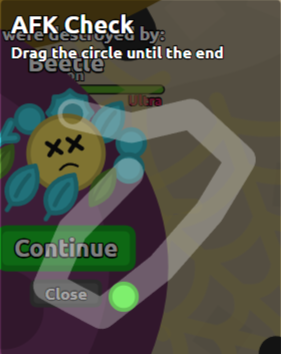 AFK Check
were destroyed by:
Drag the circle until the end
Beetle
Ultra
Continue
Close